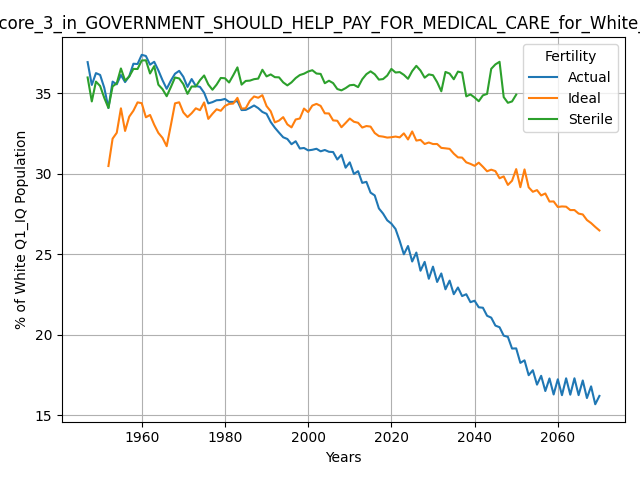 core_3_in_GOVERNMENT_SHOULD_HELP_PAY_FOR_MEDICAL_CARE_for_White_
Fertility
Actual
Ideal
Sterile
% of White Q1_IQ Population
35
30
25
20
15
1960 1980 2000 2020 2040 2060
Years